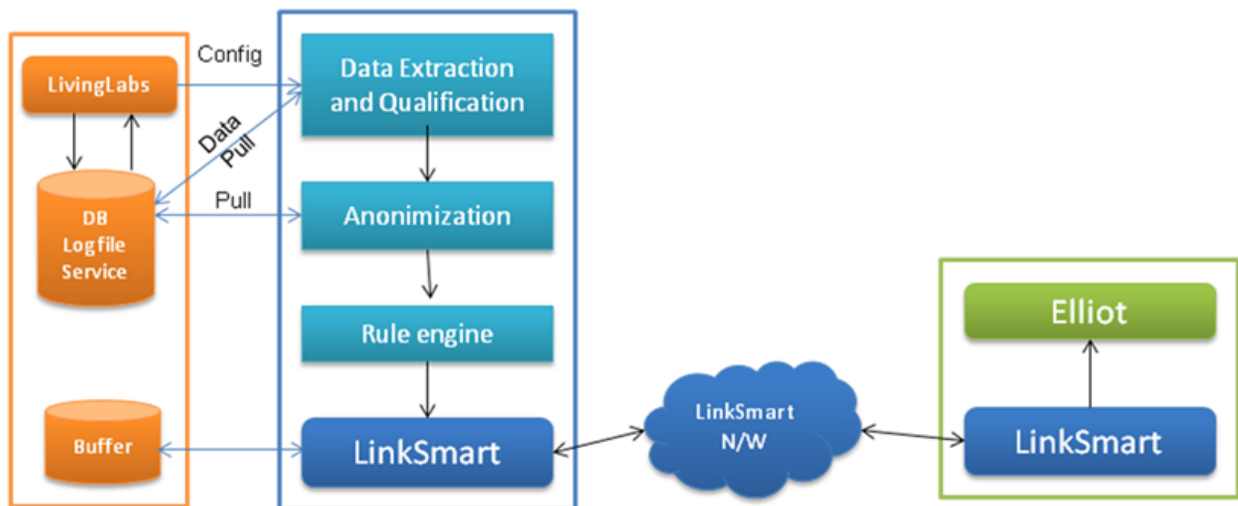 LivingLabs
DB
Logfile
Service
Buffer
Config
Data
Pull
Pull
Data Extraction
and Qualification
Anonimization
Rule engine
LinkSmart
LinkSmart
N/W
Elliot
LinkSmart